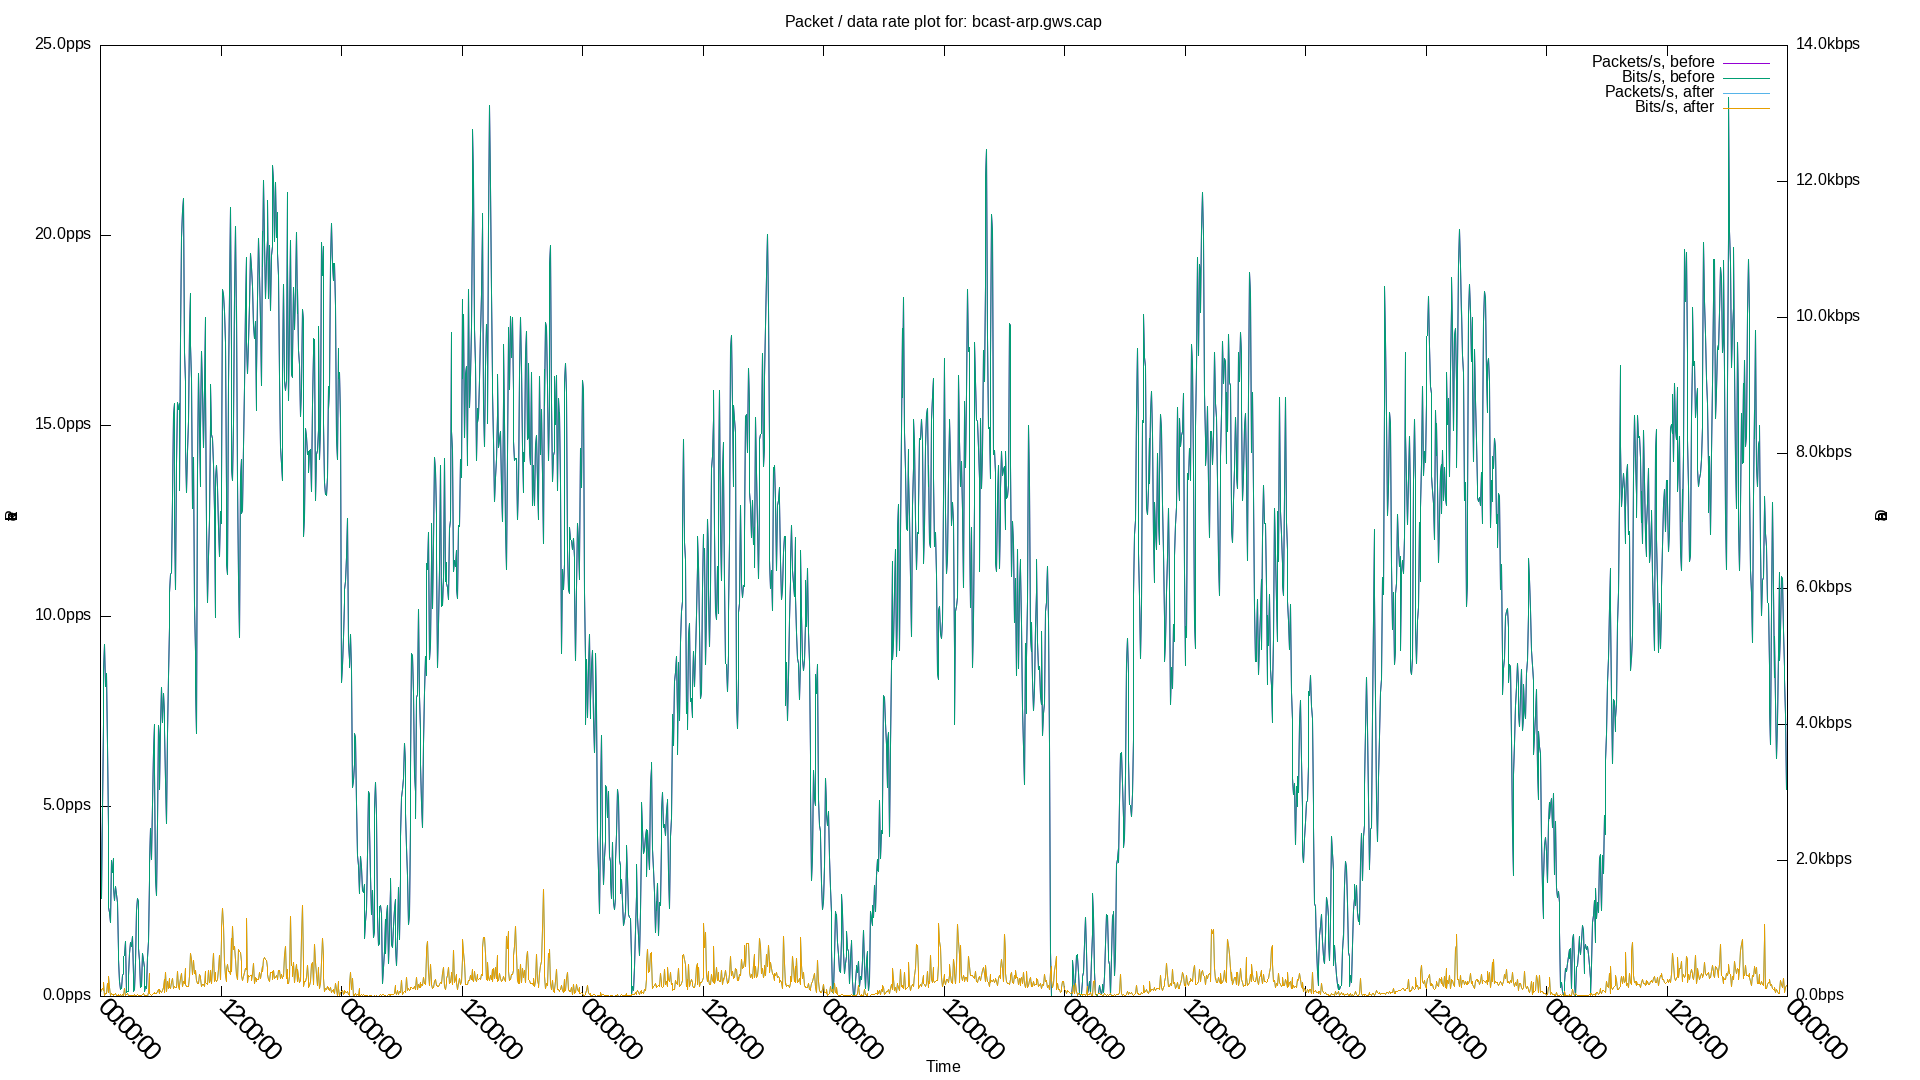 Packet / data rate plot for: bcast-arp.gws.cap
25.0pps
20.0pps
15.0pps
10.0pps
5.0pps
0.0pps
14.0kbps
12.0kbps
10.0kbps
8.0kbps
6.0kbps
4.0kbps
2.0kbps
0.0bps
Packets/s, before
Bits/s, before
Packets/s, after
Bits/s, after
00:00:00
12:00:00
00:00:00
12:00:00
00:00:00
12:00:00
00:00:00
12:00:00
00:00:00
12:00:00
00:00:00
12:00:00
00:00:00
12:00:00
00:00:00
Time